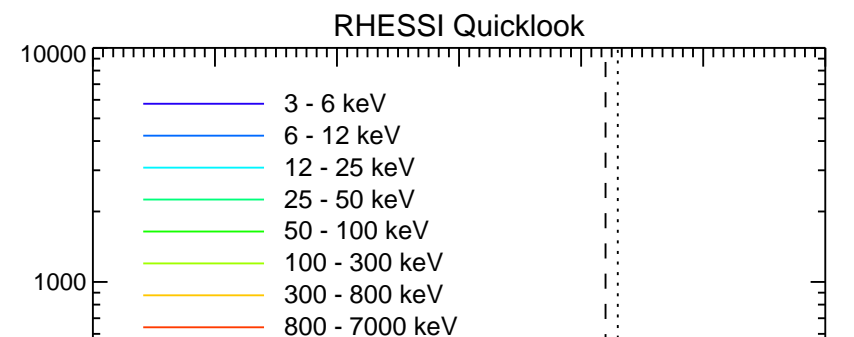 RHESSI Quicklook
10000
3 - 6 keV
6 - 12 keV
12 - 25 keV
25 - 50 keV
50 - 100 keV
100 - 300 keV
1000
300 - 800 keV
800 - 7000 keV